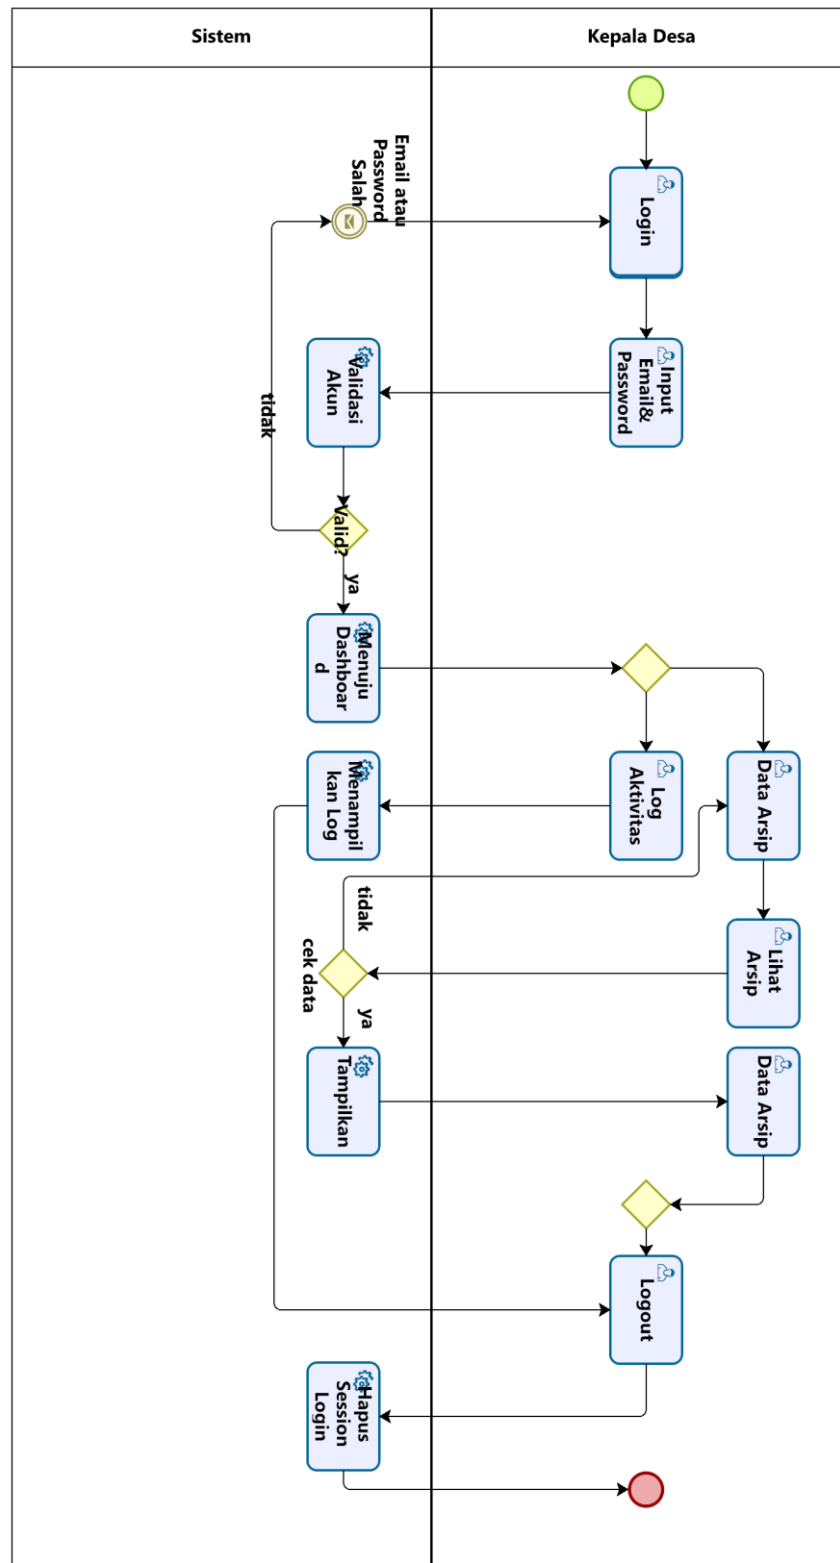 Sistem
Kepala Desa
Email atau
Password
Salah
Login
Validasi
Akun
Input
Email&
Password
tidak
Valid?
ya
Menuju
Dashboar
d
Menampil
kan Log
Log
Aktivitas
Data Arsip
tidak
cek data
ya
Lihat
Arsip
Tampilkan
Data Arsip
Logout
Hapus
Session
Login